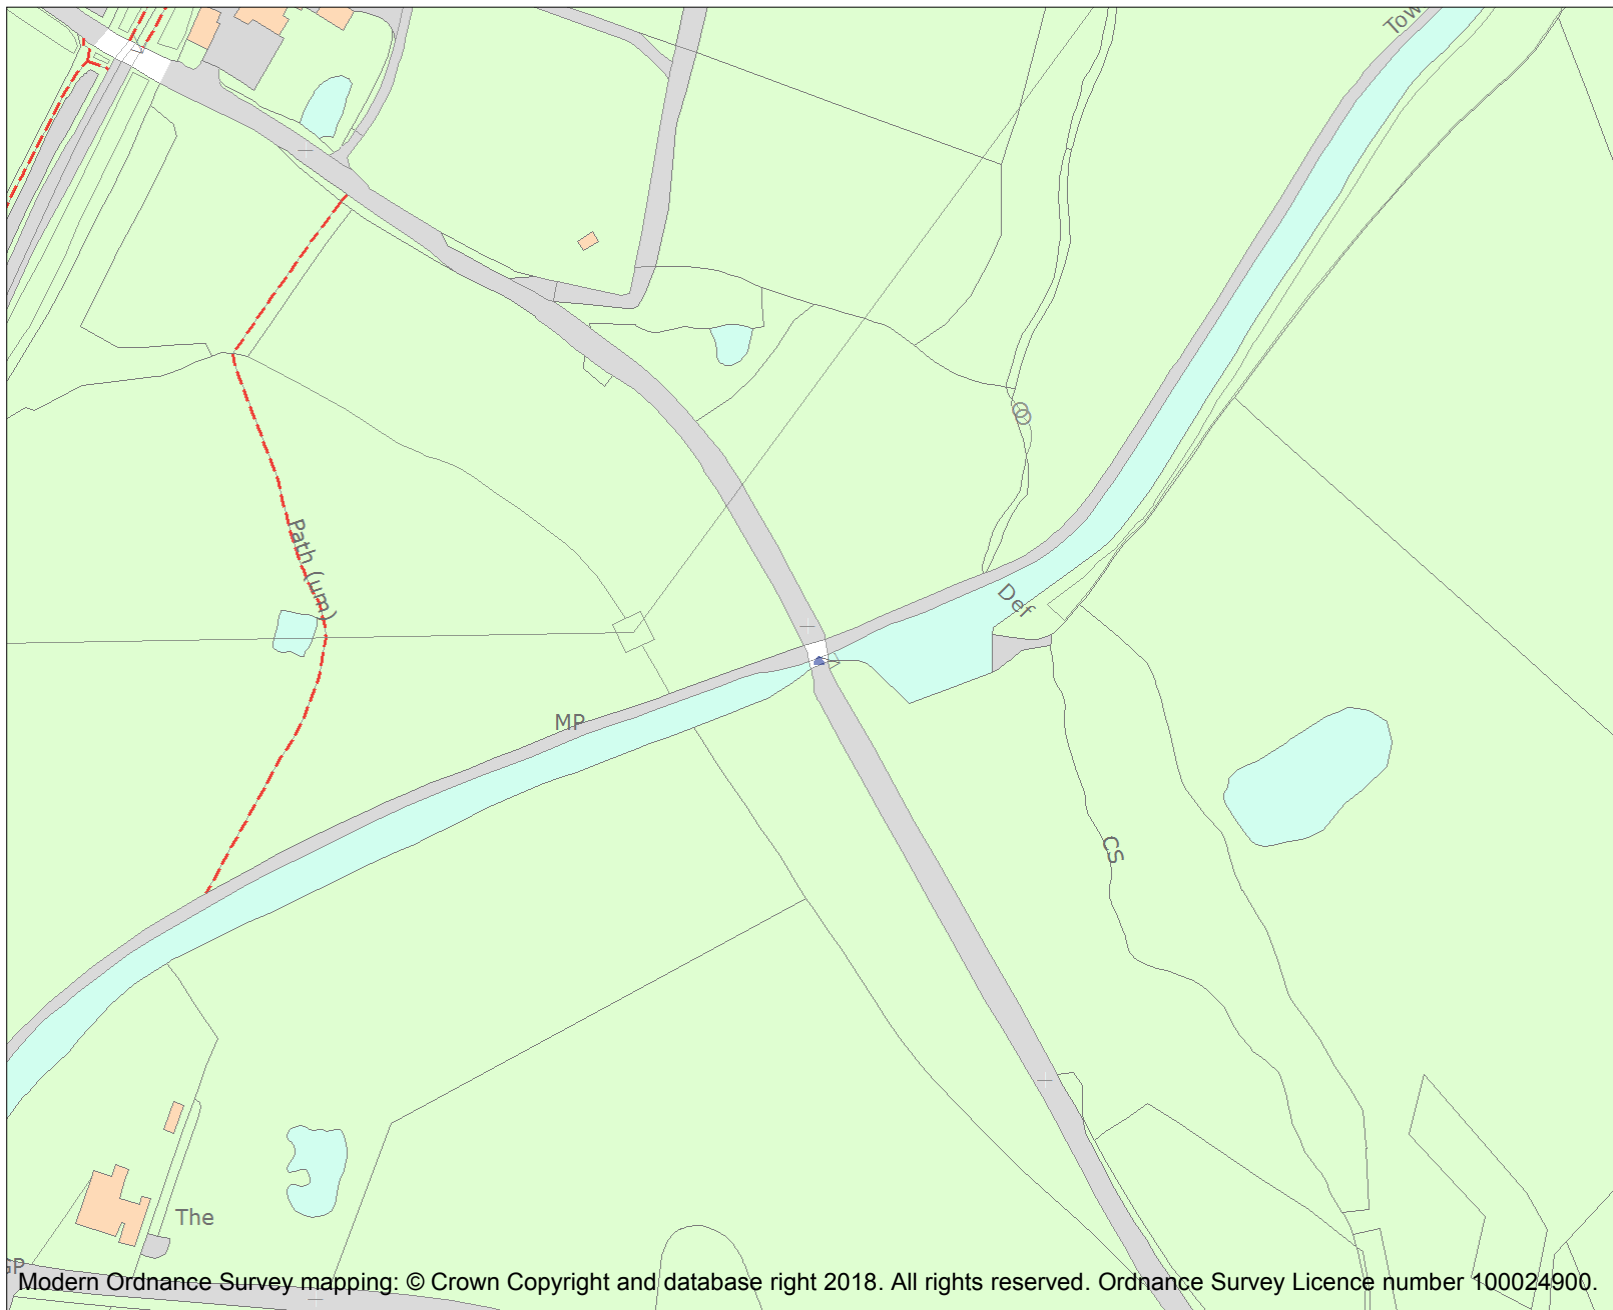 Tow
Path (um)
Def
MP
CS
The
GP
Modern Ordnance Survey mapping: © Crown Copyright and database right 2018. All rights reserved. Ordnance Survey Licence number 100024900.